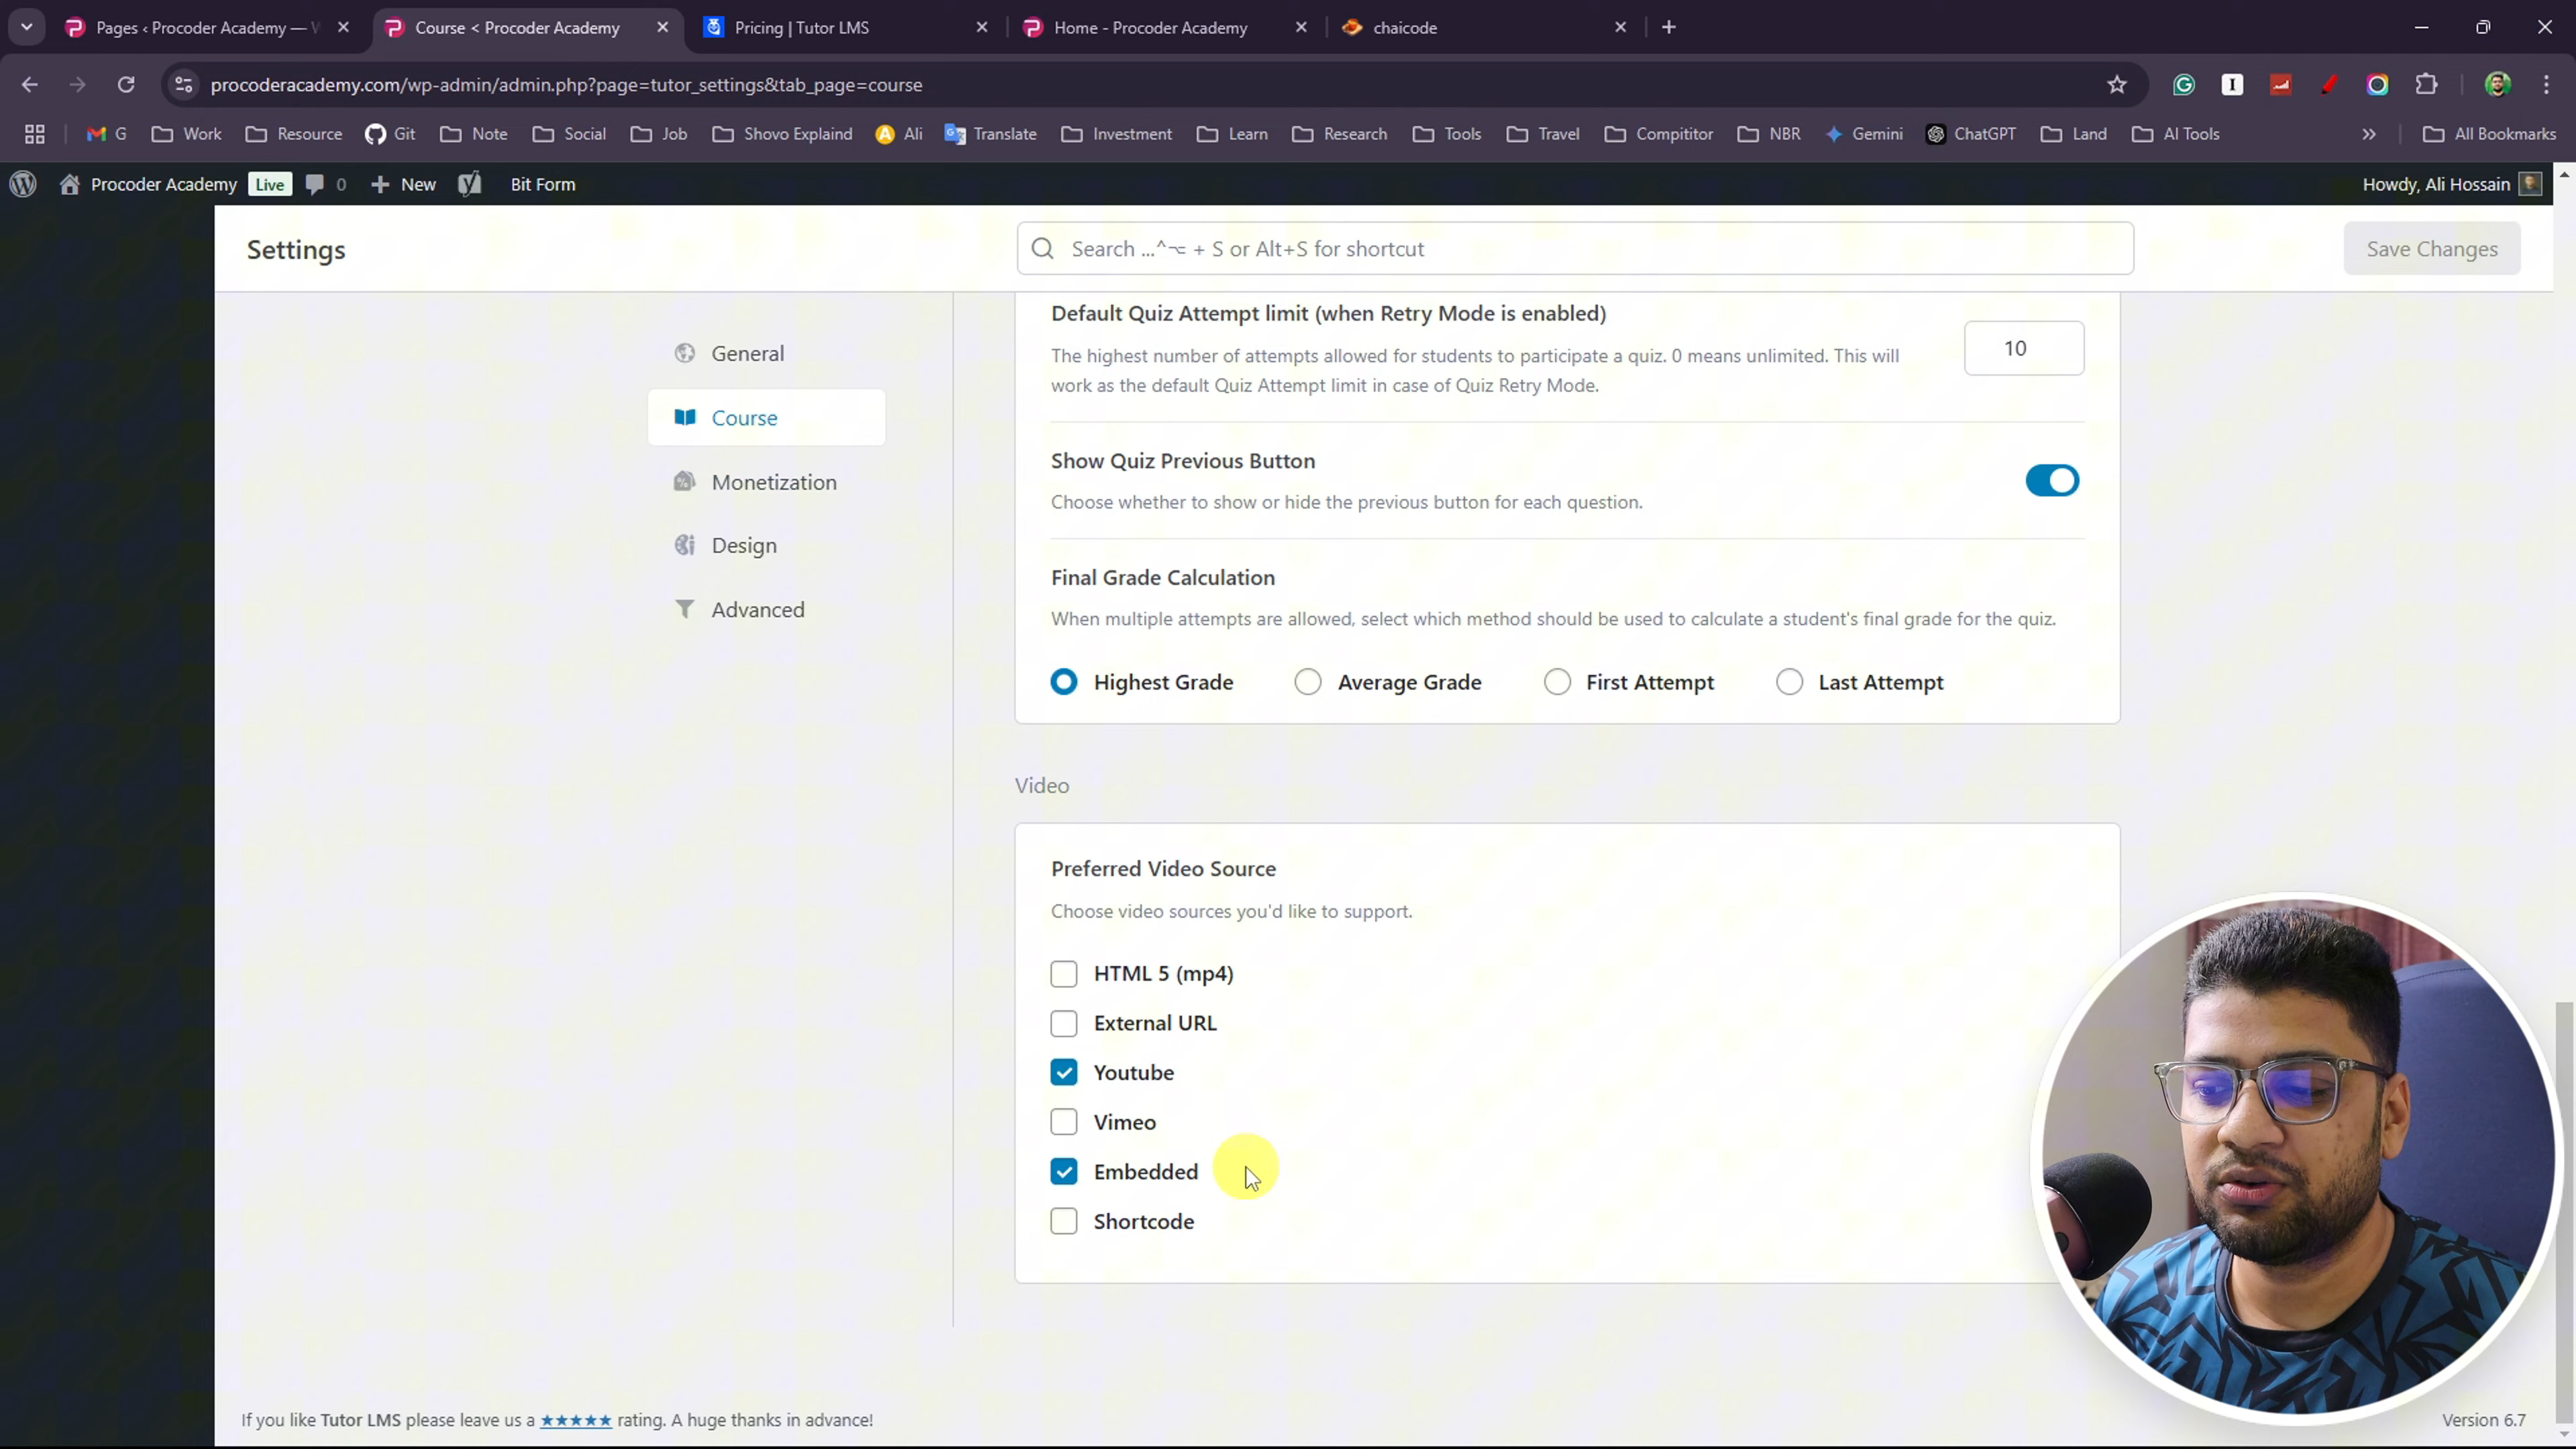 Pages ‹ Procoder Academy — W
Course < Procoder Academy
Pricing | Tutor LMS
Home - Procoder Academy
chaicode
procoderacademy.com/wp-admin/admin.php?page=tutor_settings&tab_page=course
G
Work
Resource
Git
Note
Social
Job
Shovo Explaind
Ali
Translate
Investment
Learn
Research
Tools
Travel
Compititor
NBR
Gemini
ChatGPT
Land
AI Tools
All Bookmarks
Procoder Academy
Live
0
New
Bit Form
Howdy, Ali Hossain
Settings
Search ...^⌥ + S or Alt+S for shortcut
Save Changes
General
Course
Monetization
Design
Advanced
Default Quiz Attempt limit (when Retry Mode is enabled)
The highest number of attempts allowed for students to participate a quiz. 0 means unlimited. This will
work as the default Quiz Attempt limit in case of Quiz Retry Mode.
10
Show Quiz Previous Button
Choose whether to show or hide the previous button for each question.
Final Grade Calculation
When multiple attempts are allowed, select which method should be used to calculate a student's final grade for the quiz.
Highest Grade
Average Grade
First Attempt
Last Attempt
Video
Preferred Video Source
Choose video sources you'd like to support.
HTML 5 (mp4)
External URL
Youtube
Vimeo
Embedded
Shortcode
If you like Tutor LMS please leave us a ★★★★★ rating. A huge thanks in advance!
Version 6.7